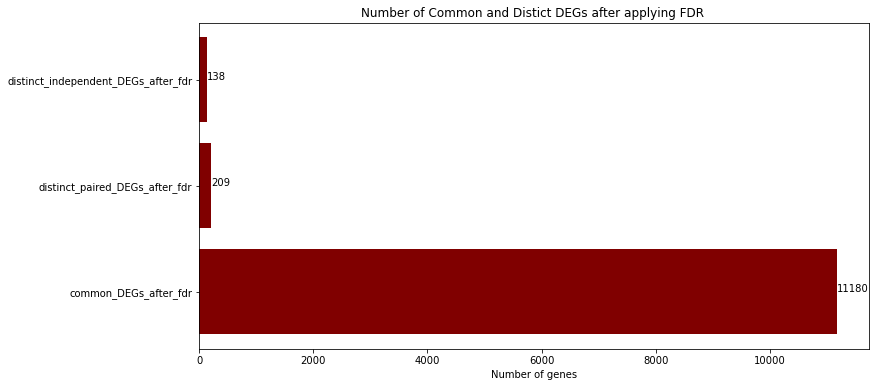 Number of Common and Distict DEGs after applying FDR
distinct_independent_DEGs_after_fdr
138
distinct_paired_DEGs_after_fdr
209
common_DEGs_after_fdr
11180
0 2000 4000 6000 8000 10000
Number of genes